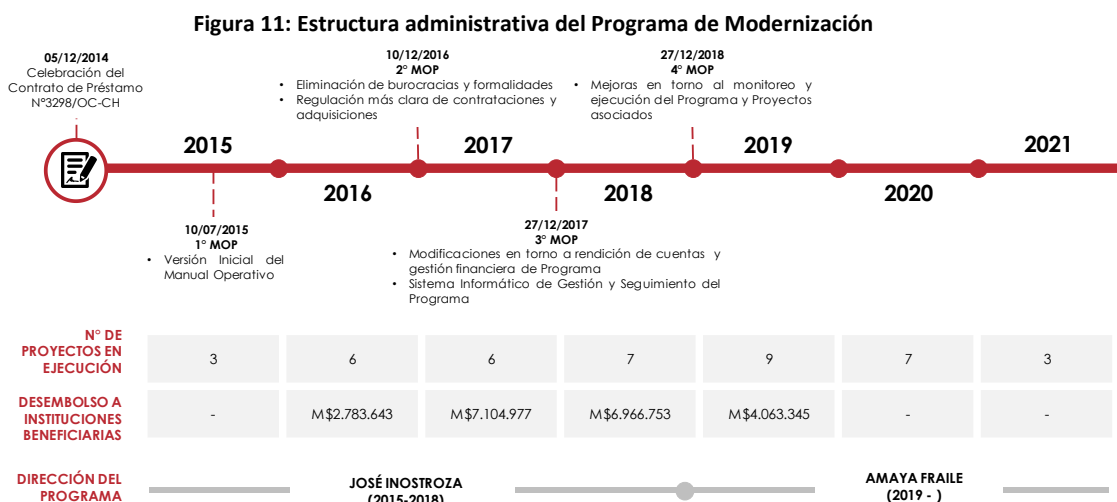 Figura 11: Estructura administrativa del Programa de Modernización
05/12/2014
Celebración del
Contrato de Préstamo
N°3298/OC-CH
10/12/2016
2° MOP
• Eliminación de burocracias y formalidades
• Regulación más clara de contrataciones y
adquisiciones
27/12/2018
4° MOP
• Mejoras en torno al monitoreo y
ejecución del Programa y Proyectos
asociados
2015
2017
2019
2021
2016
2018
2020
10/07/2015
1° MOP
• Versión Inicial del
Manual Operativo
27/12/2017
3° MOP
• Modificaciones en torno a rendición de cuentas y
gestión financiera de Programa
• Sistema Informático de Gestión y Seguimiento del
Programa
N° DE
PROYECTOS EN
EJECUCIÓN
3 6 6 7 9 7 3
DESEMBOLSO A
INSTITUCIONES
BENEFICIARIAS
- M$2.783.643 M$7.104.977 M$6.966.753 M$4.063.345 - -
DIRECCIÓN DEL
PROGRAMA
JOSÉ INOSTROZA
(2015-2018)
AMAYA FRAILE
(2019 - )